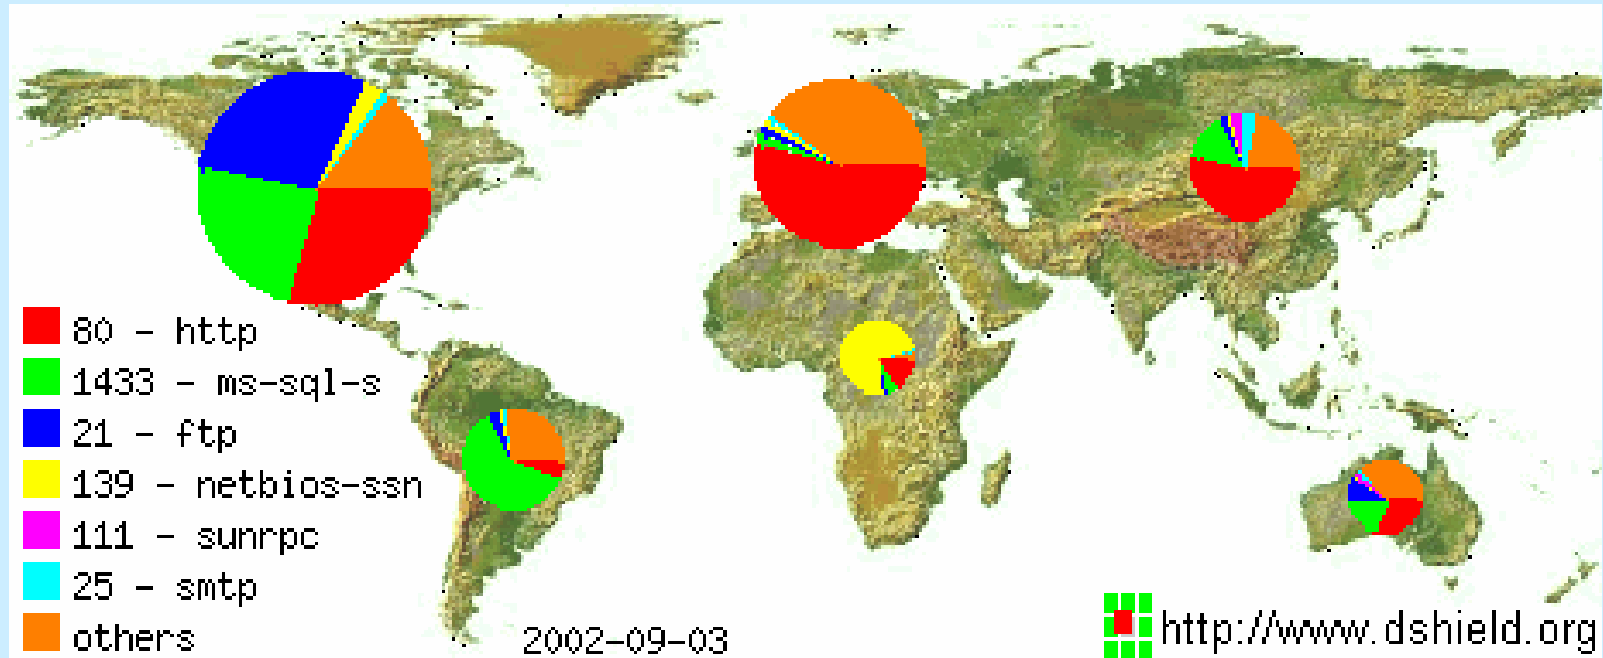 80 - http
1433 - ms-sql-s
21 - ftp
139 - netbios-ssn
111 - sunrpc
25 - smtp
others
2002-09-03
http://www.dshield.org